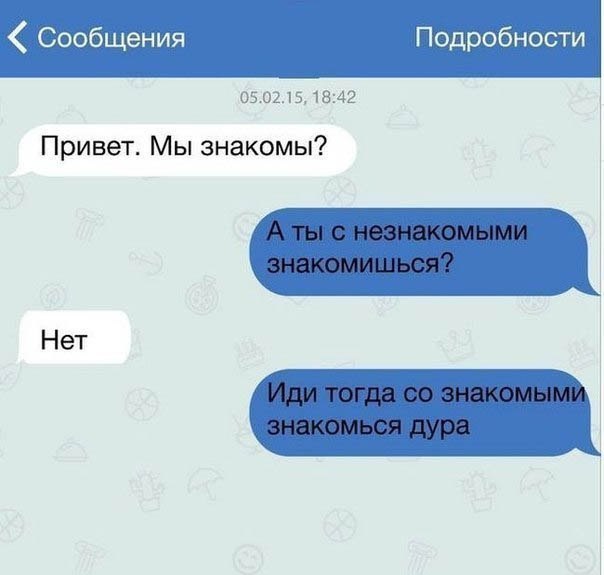 Сообщения Подробности
05.02.15, 18:42
Привет. Мы знакомы?
А ты с незнакомыми
знакомишься?
Нет
Иди тогда со знакомыми
знакомься дура